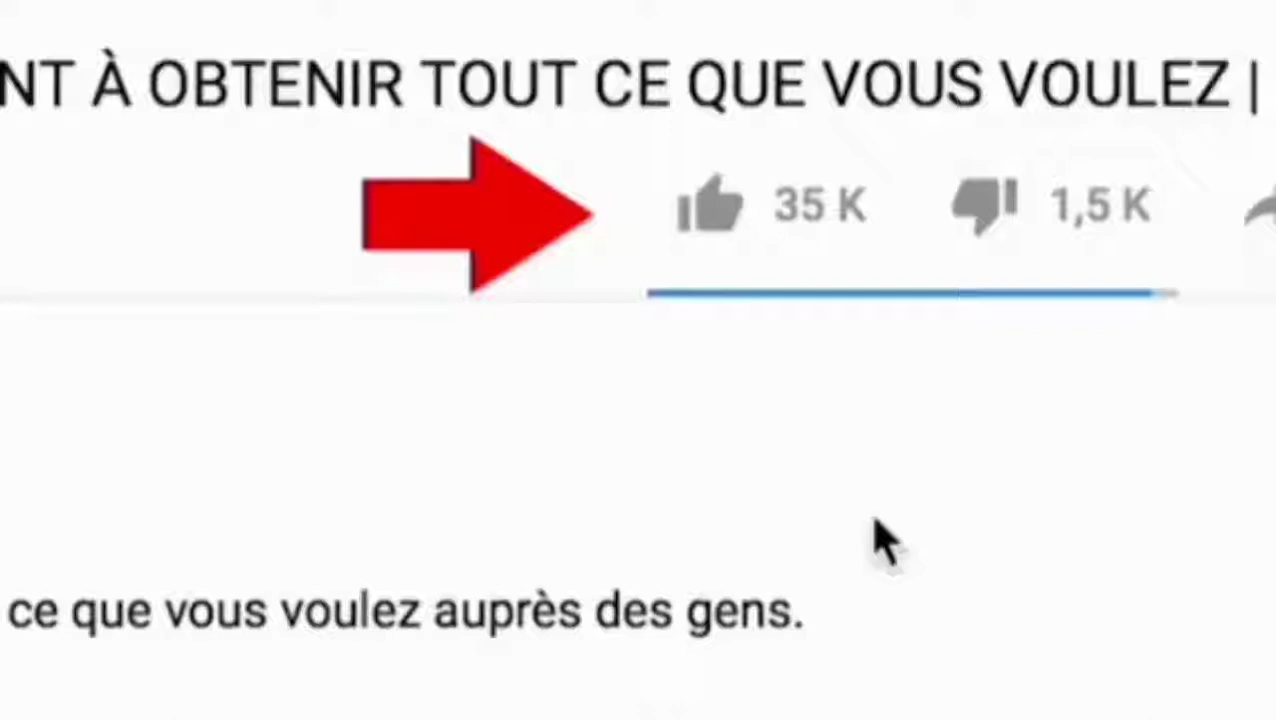 NT À OBTENIR TOUT CE QUE VOUS VOULEZ |
35 K 1,5 K
ce que vous voulez auprès des gens.